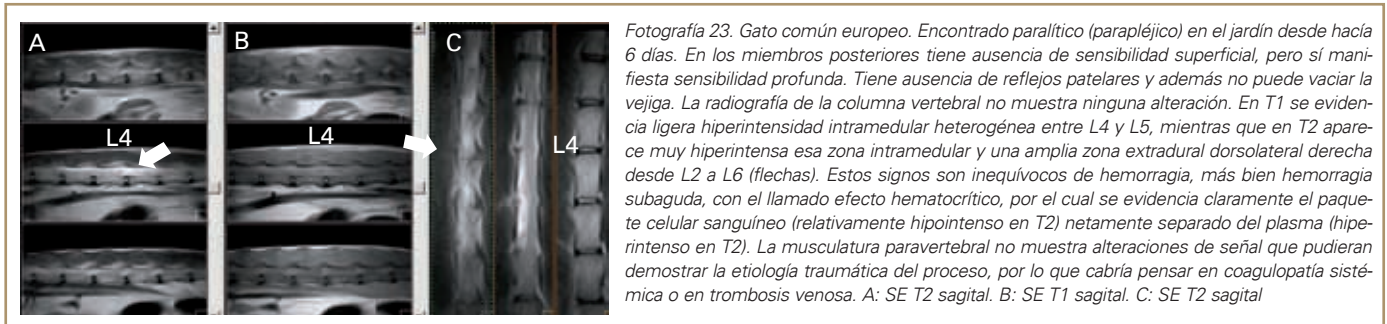 A
B
C
L4
L4
L4
Fotografía 23. Gato común europeo. Encontrado paralítico (parapléjico) en el jardín desde hacía
6 días. En los miembros posteriores tiene ausencia de sensibilidad superficial, pero sí mani-
fiesta sensibilidad profunda. Tiene ausencia de reflejos patelares y además no puede vaciar la
vejiga. La radiografía de la columna vertebral no muestra ninguna alteración. En T1 se eviden-
cia ligera hiperintensidad intramedular heterogénea entre L4 y L5, mientras que en T2 apare-
ce muy hiperintensa esa zona intramedular y una amplia zona extradural dorsolateral derecha
desde L2 a L6 (flechas). Estos signos son inequívocos de hemorragia, más bien hemorragia
subaguda, con el llamado efecto hematocrítico, por el cual se evidencia claramente el paque-
te celular sanguíneo (relativamente hipointenso en T2) netamente separado del plasma (hipe-
rintenso en T2). La musculatura paravertebral no muestra alteraciones de señal que pudieran
demostrar la etiología traumática del proceso, por lo que cabría pensar en coagulopatía sisté-
mica o en trombosis venosa. A: SE T2 sagital. B: SE T1 sagital. C: SE T2 sagital